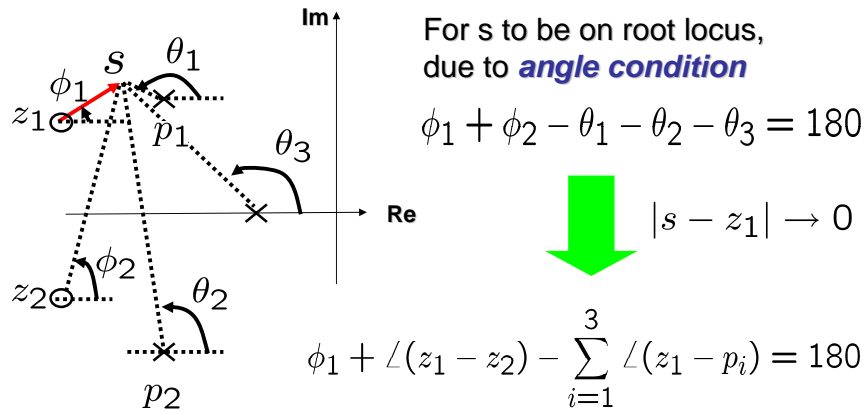 Im
s
θ₁
ϕ₁
z₁
p₁
θ₃
Re
ϕ₂
z₂
θ₂
p₂
For s to be on root locus,
due to angle condition
ϕ₁ + ϕ₂ − θ₁ − θ₂ − θ₃ = 180
|s − z₁| → 0
ϕ₁ + ∠(z₁ − z₂) − ∑_{i=1}^{3} ∠(z₁ − pᵢ) = 180